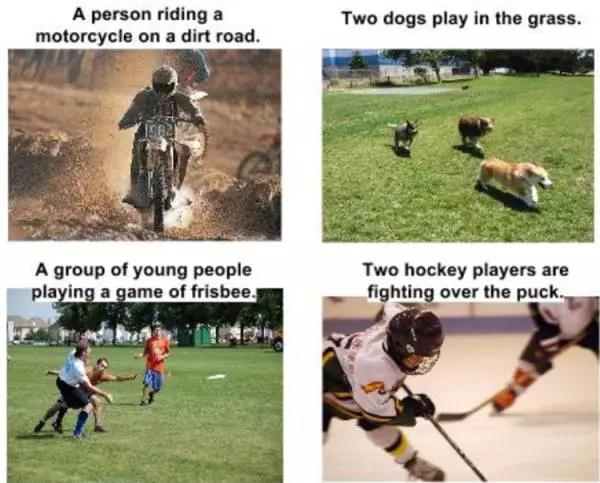 A person riding a
motorcycle on a dirt road.
Two dogs play in the grass.
A group of young people
playing a game of frisbee.
Two hockey players are
fighting over the puck.